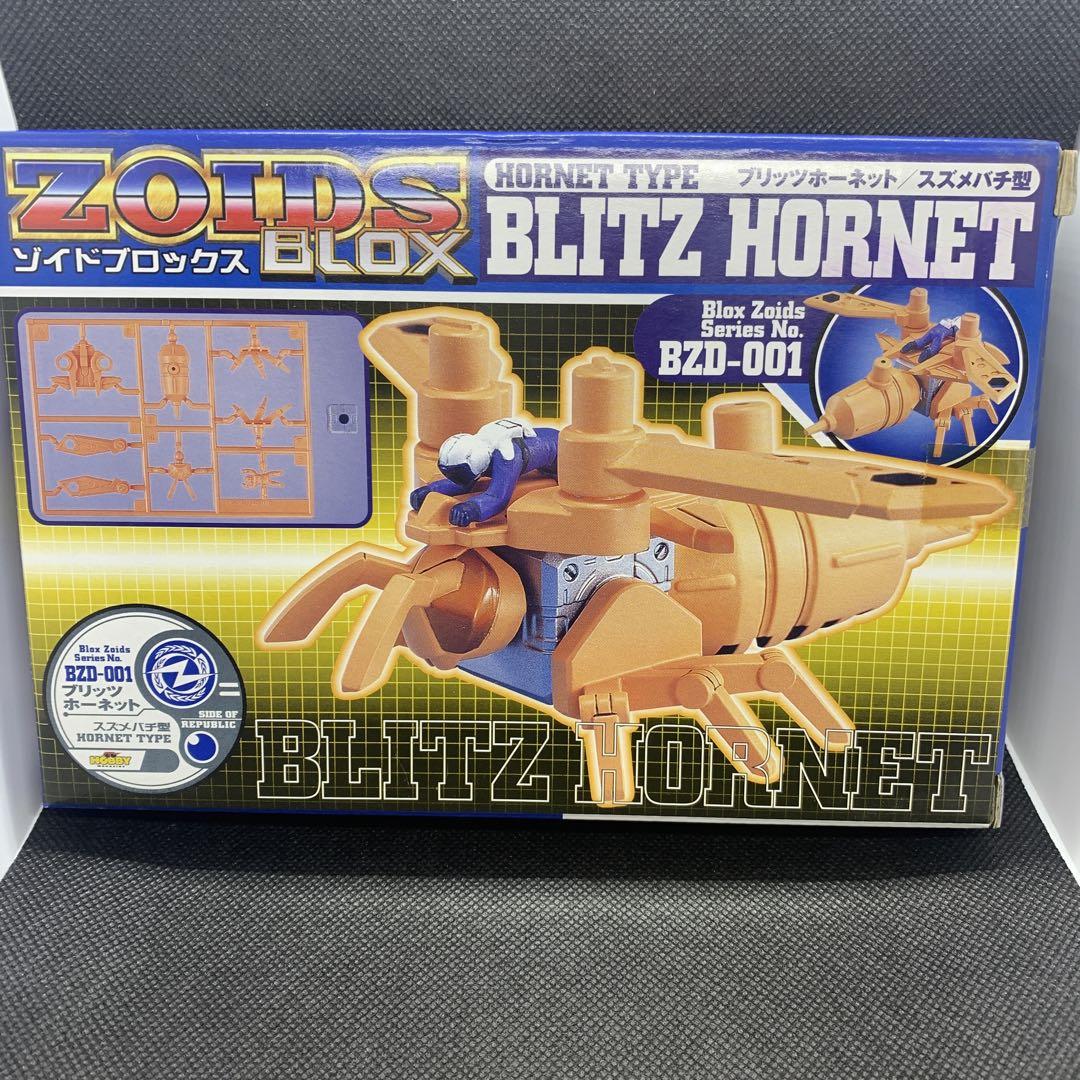 ZOIDS
BLOX
ゾイドブロックス
HORNET TYPE ブリッツホーネット/スズメバチ型
BLITZ HORNET
Blox Zoids
Series No.
BZD-001
Blox Zoids
Series No.
BZD-001
ブリッツ
ホーネット
スズメバチ型
HORNET TYPE
SIDE OF
REPUBLIC
HOBBY
BLITZ HORNET